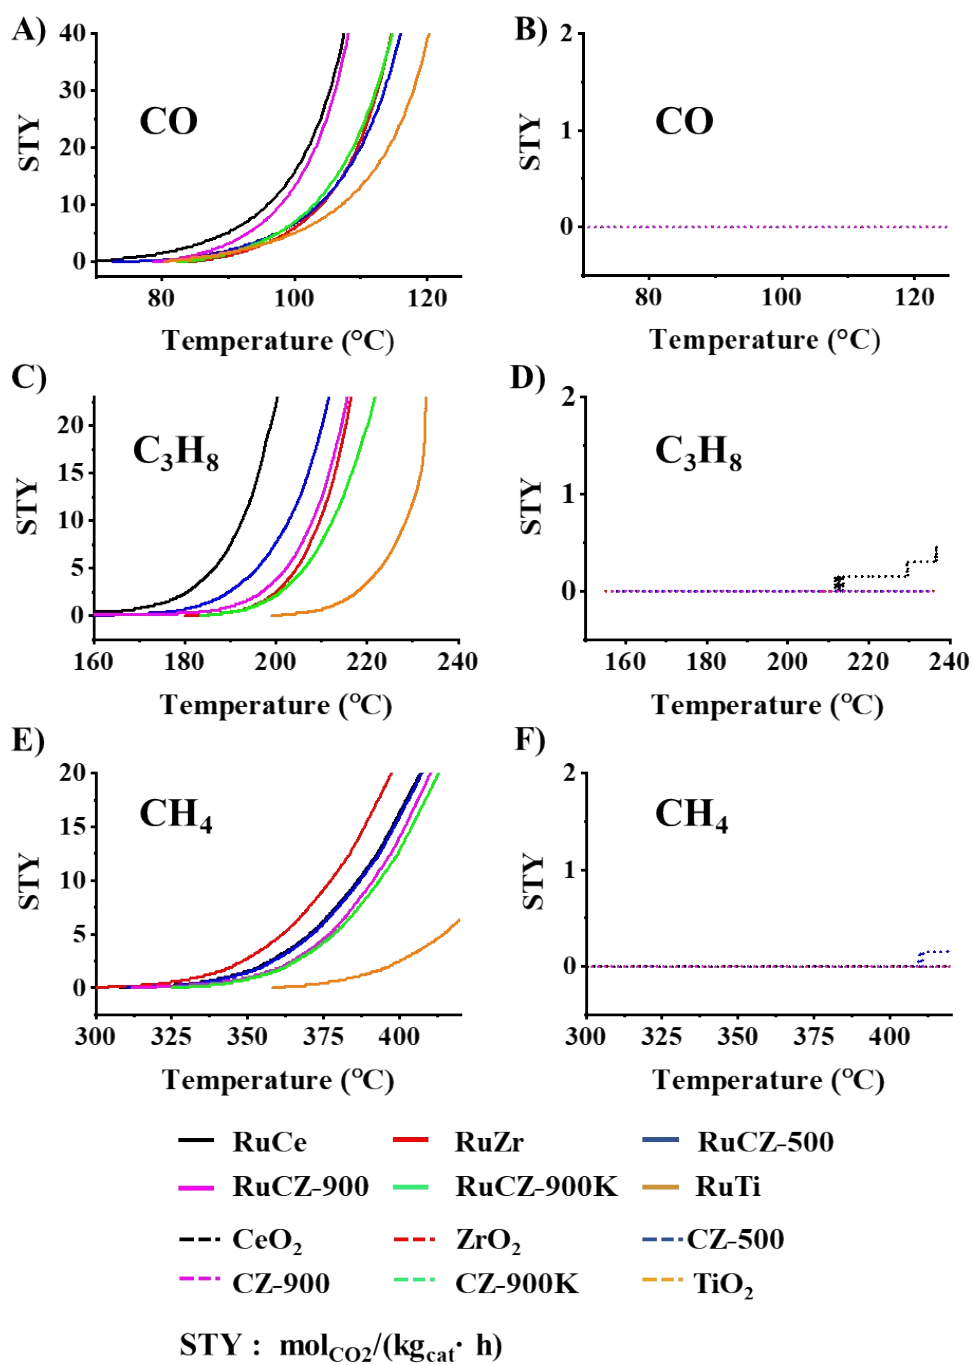 A)
40
30
20
10
0
STY
CO
80 100 120
Temperature (°C)
B)
2
1
0
STY
CO
80 100 120
Temperature (°C)
C)
20
15
10
5
0
STY
C₃H₈
160 180 200 220 240
Temperature (°C)
D)
2
1
0
STY
C₃H₈
160 180 200 220 240
Temperature (°C)
E)
20
15
10
5
0
STY
CH₄
300 325 350 375 400
Temperature (°C)
F)
2
1
0
STY
CH₄
300 325 350 375 400
Temperature (°C)
RuCe RuZr RuCZ-500
RuCZ-900 RuCZ-900K RuTi
CeO₂ ZrO₂ CZ-500
CZ-900 CZ-900K TiO₂
STY : mol_CO2/(kg_cat· h)